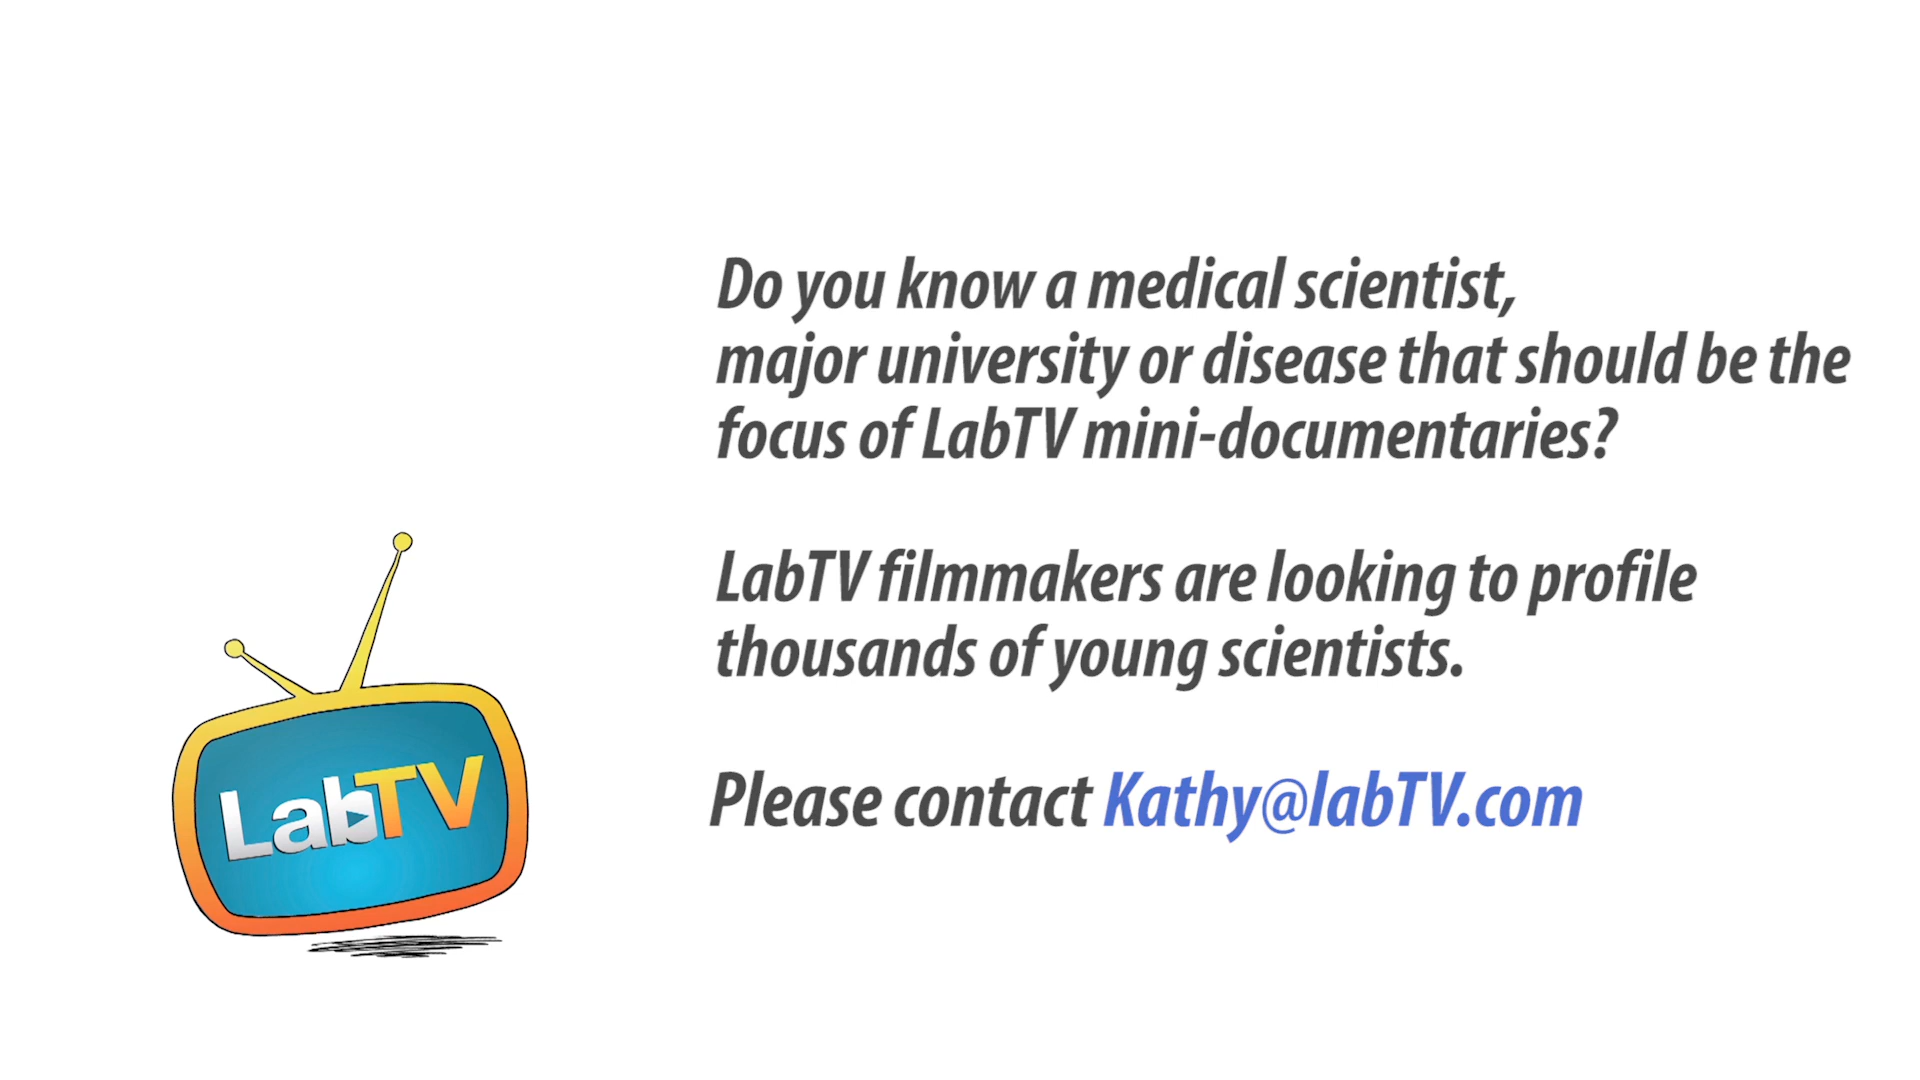 Do you know a medical scientist,
major university or disease that should be the
focus of LabTV mini-documentaries?
LabTV filmmakers are looking to profile
thousands of young scientists.
Please contact Kathy@labTV.com
LabTV